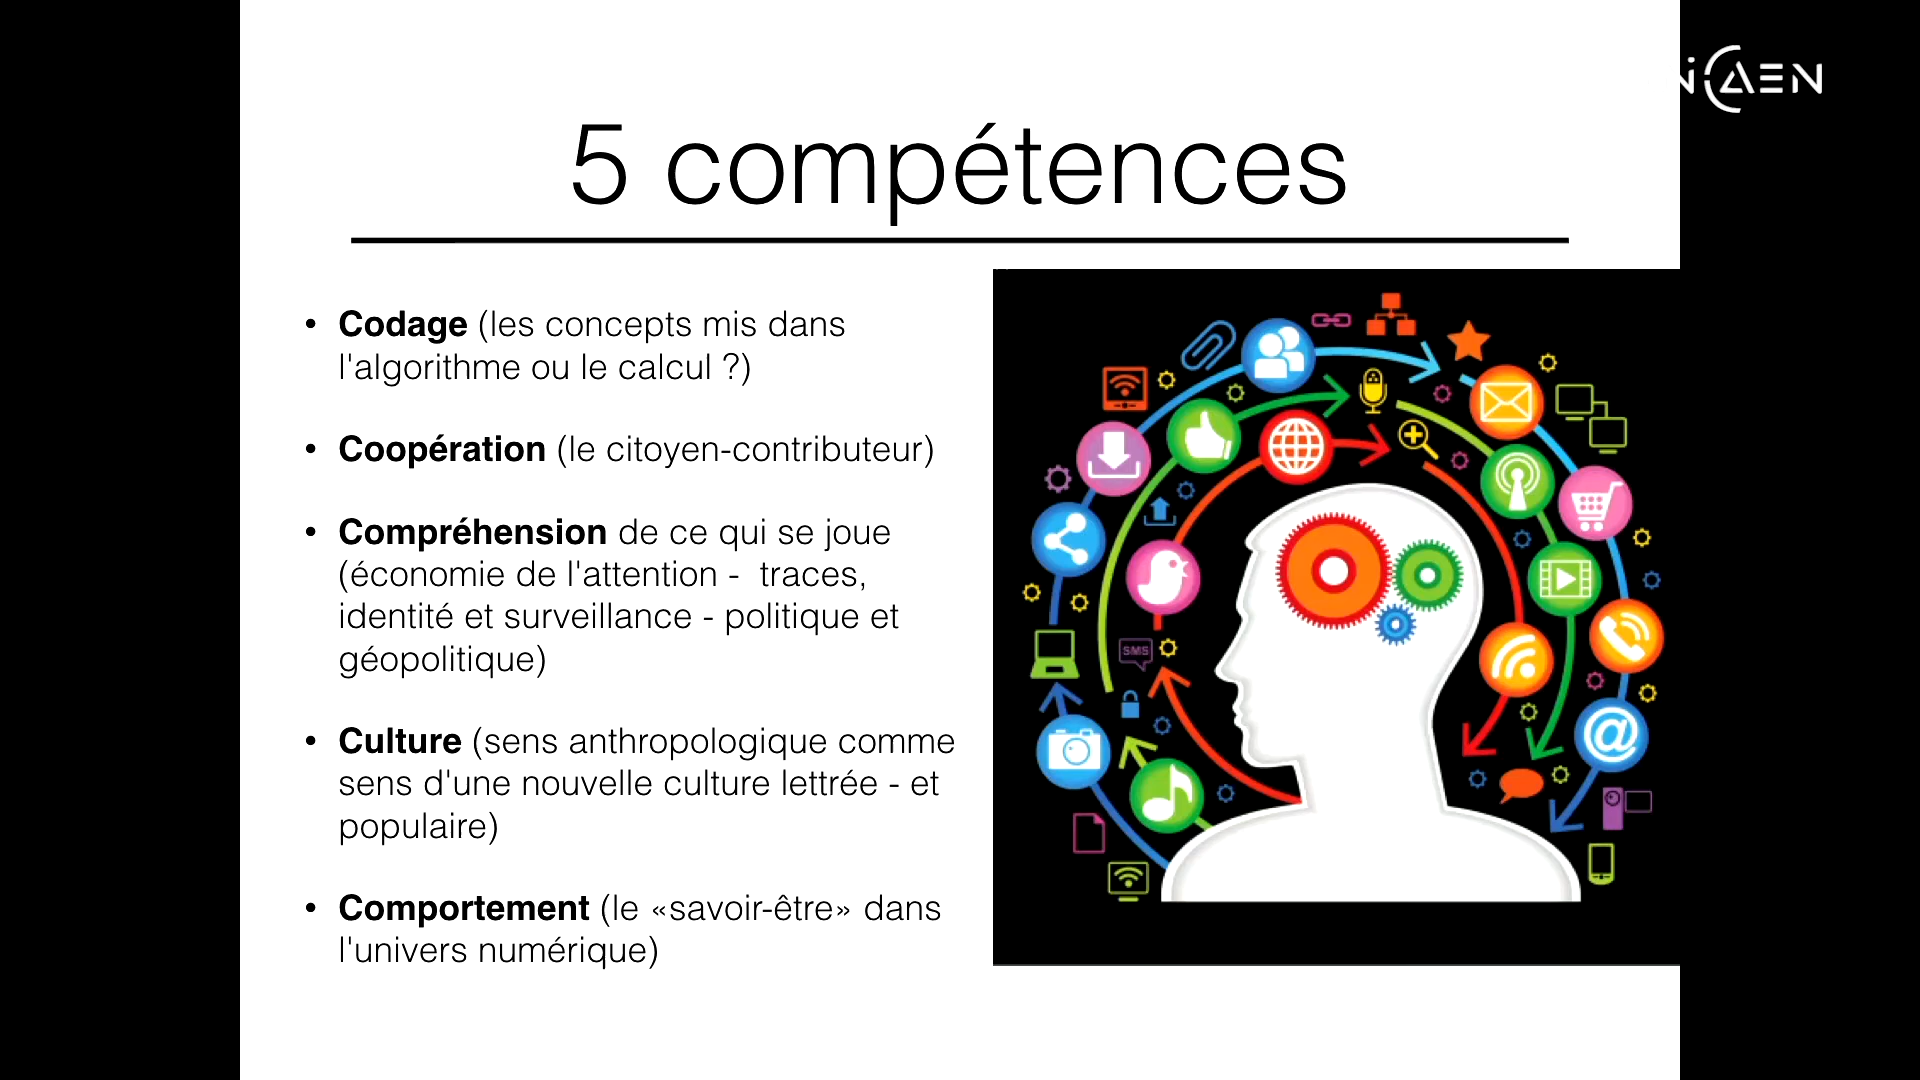 NiCAEN
5 compétences
• Codage (les concepts mis dans
l'algorithme ou le calcul ?)
• Coopération (le citoyen-contributeur)
• Compréhension de ce qui se joue
(économie de l'attention - traces,
identité et surveillance - politique et
géopolitique)
• Culture (sens anthropologique comme
sens d'une nouvelle culture lettrée - et
populaire)
• Comportement (le «savoir-être» dans
l'univers numérique)
SMS
@